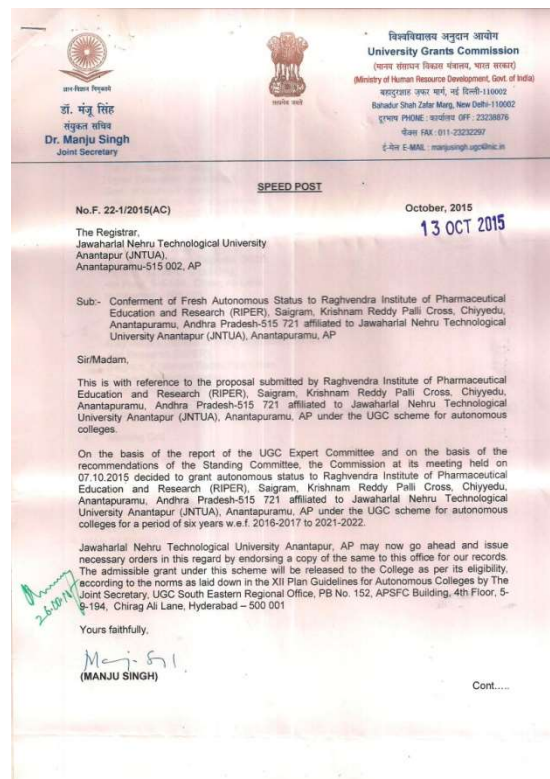 ज्ञान-विज्ञान विमुक्तये
डॉ. मंजू सिंह
संयुक्त सचिव
Dr. Manju Singh
Joint Secretary
सत्यमेव जयते
विश्वविद्यालय अनुदान आयोग
University Grants Commission
(मानव संसाधन विकास मंत्रालय, भारत सरकार)
(Ministry of Human Resource Development, Govt. of India)
बहादुरशाह ज़फर मार्ग, नई दिल्ली-110002
Bahadur Shah Zafar Marg, New Delhi-110002
दूरभाष PHONE : कार्यालय OFF : 23238876
फैक्स FAX : 011-23232297
ई-मेल E-MAIL : manjusingh.ugc@nic.in
SPEED POST
No.F. 22-1/2015(AC)
October, 2015
13 OCT 2015
The Registrar,
Jawaharlal Nehru Technological University
Anantapur (JNTUA),
Anantapuramu-515 002, AP
Sub:- Conferment of Fresh Autonomous Status to Raghvendra Institute of Pharmaceutical
Education and Research (RIPER), Saigram, Krishnam Reddy Palli Cross, Chiyyedu,
Anantapuramu, Andhra Pradesh-515 721 affiliated to Jawaharlal Nehru Technological
University Anantapur (JNTUA), Anantapuramu, AP
Sir/Madam,
This is with reference to the proposal submitted by Raghvendra Institute of Pharmaceutical
Education and Research (RIPER), Saigram, Krishnam Reddy Palli Cross, Chiyyedu,
Anantapuramu, Andhra Pradesh-515 721 affiliated to Jawaharlal Nehru Technological
University Anantapur (JNTUA), Anantapuramu, AP under the UGC scheme for autonomous
colleges.
On the basis of the report of the UGC Expert Committee and on the basis of the
recommendations of the Standing Committee, the Commission at its meeting held on
07.10.2015 decided to grant autonomous status to Raghvendra Institute of Pharmaceutical
Education and Research (RIPER), Saigram, Krishnam Reddy Palli Cross, Chiyyedu,
Anantapuramu, Andhra Pradesh-515 721 affiliated to Jawaharlal Nehru Technological
University Anantapur (JNTUA), Anantapuramu, AP under the UGC scheme for autonomous
colleges for a period of six years w.e.f. 2016-2017 to 2021-2022.
Jawaharlal Nehru Technological University Anantapur, AP may now go ahead and issue
necessary orders in this regard by endorsing a copy of the same to this office for our records.
The admissible grant under this scheme will be released to the College as per its eligibility,
according to the norms as laid down in the XII Plan Guidelines for Autonomous Colleges by The
Joint Secretary, UGC South Eastern Regional Office, PB No. 152, APSFC Building, 4th Floor, 5-
9-194, Chirag Ali Lane, Hyderabad – 500 001
Yours faithfully,
(MANJU SINGH)
Cont.....